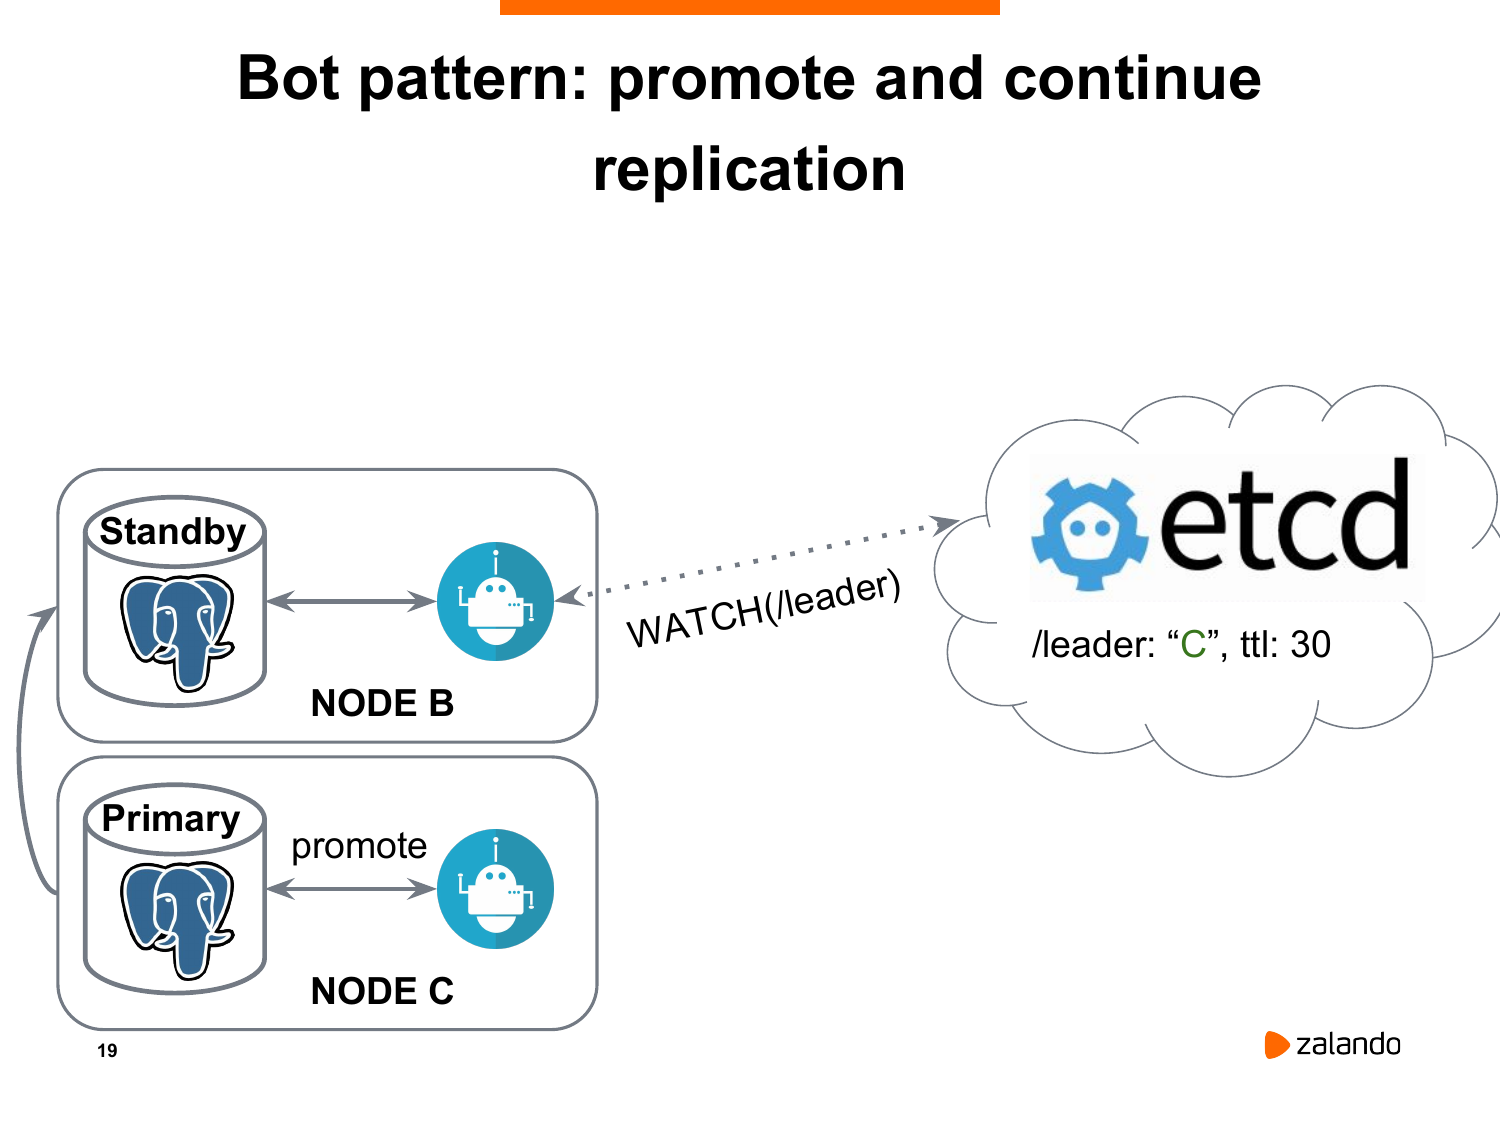 Bot pattern: promote and continue
replication
Standby
NODE B
WATCH(/leader)
etcd
/leader: “C”, ttl: 30
Primary
promote
NODE C
19
zalando